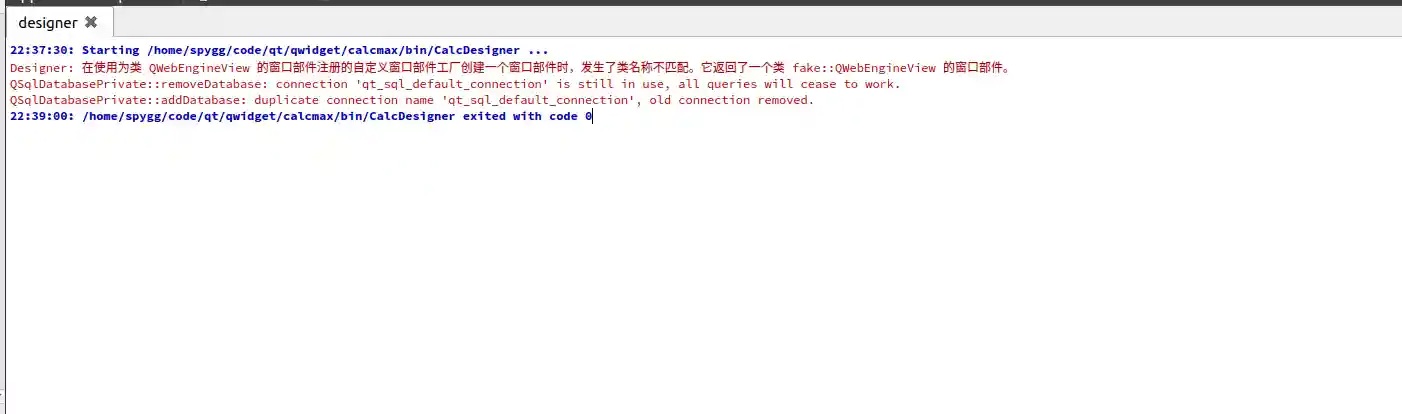 designer ✖
22:37:30: Starting /home/spygg/code/qt/qwidget/calcmax/bin/CalcDesigner ...
Designer: 在使用为类 QWebEngineView 的窗口部件注册的自定义窗口部件工厂创建一个窗口部件时，发生了类名称不匹配。它返回了一个类 fake::QWebEngineView 的窗口部件。
QSqlDatabasePrivate::removeDatabase: connection 'qt_sql_default_connection' is still in use, all queries will cease to work.
QSqlDatabasePrivate::addDatabase: duplicate connection name 'qt_sql_default_connection', old connection removed.
22:39:00: /home/spygg/code/qt/qwidget/calcmax/bin/CalcDesigner exited with code 0